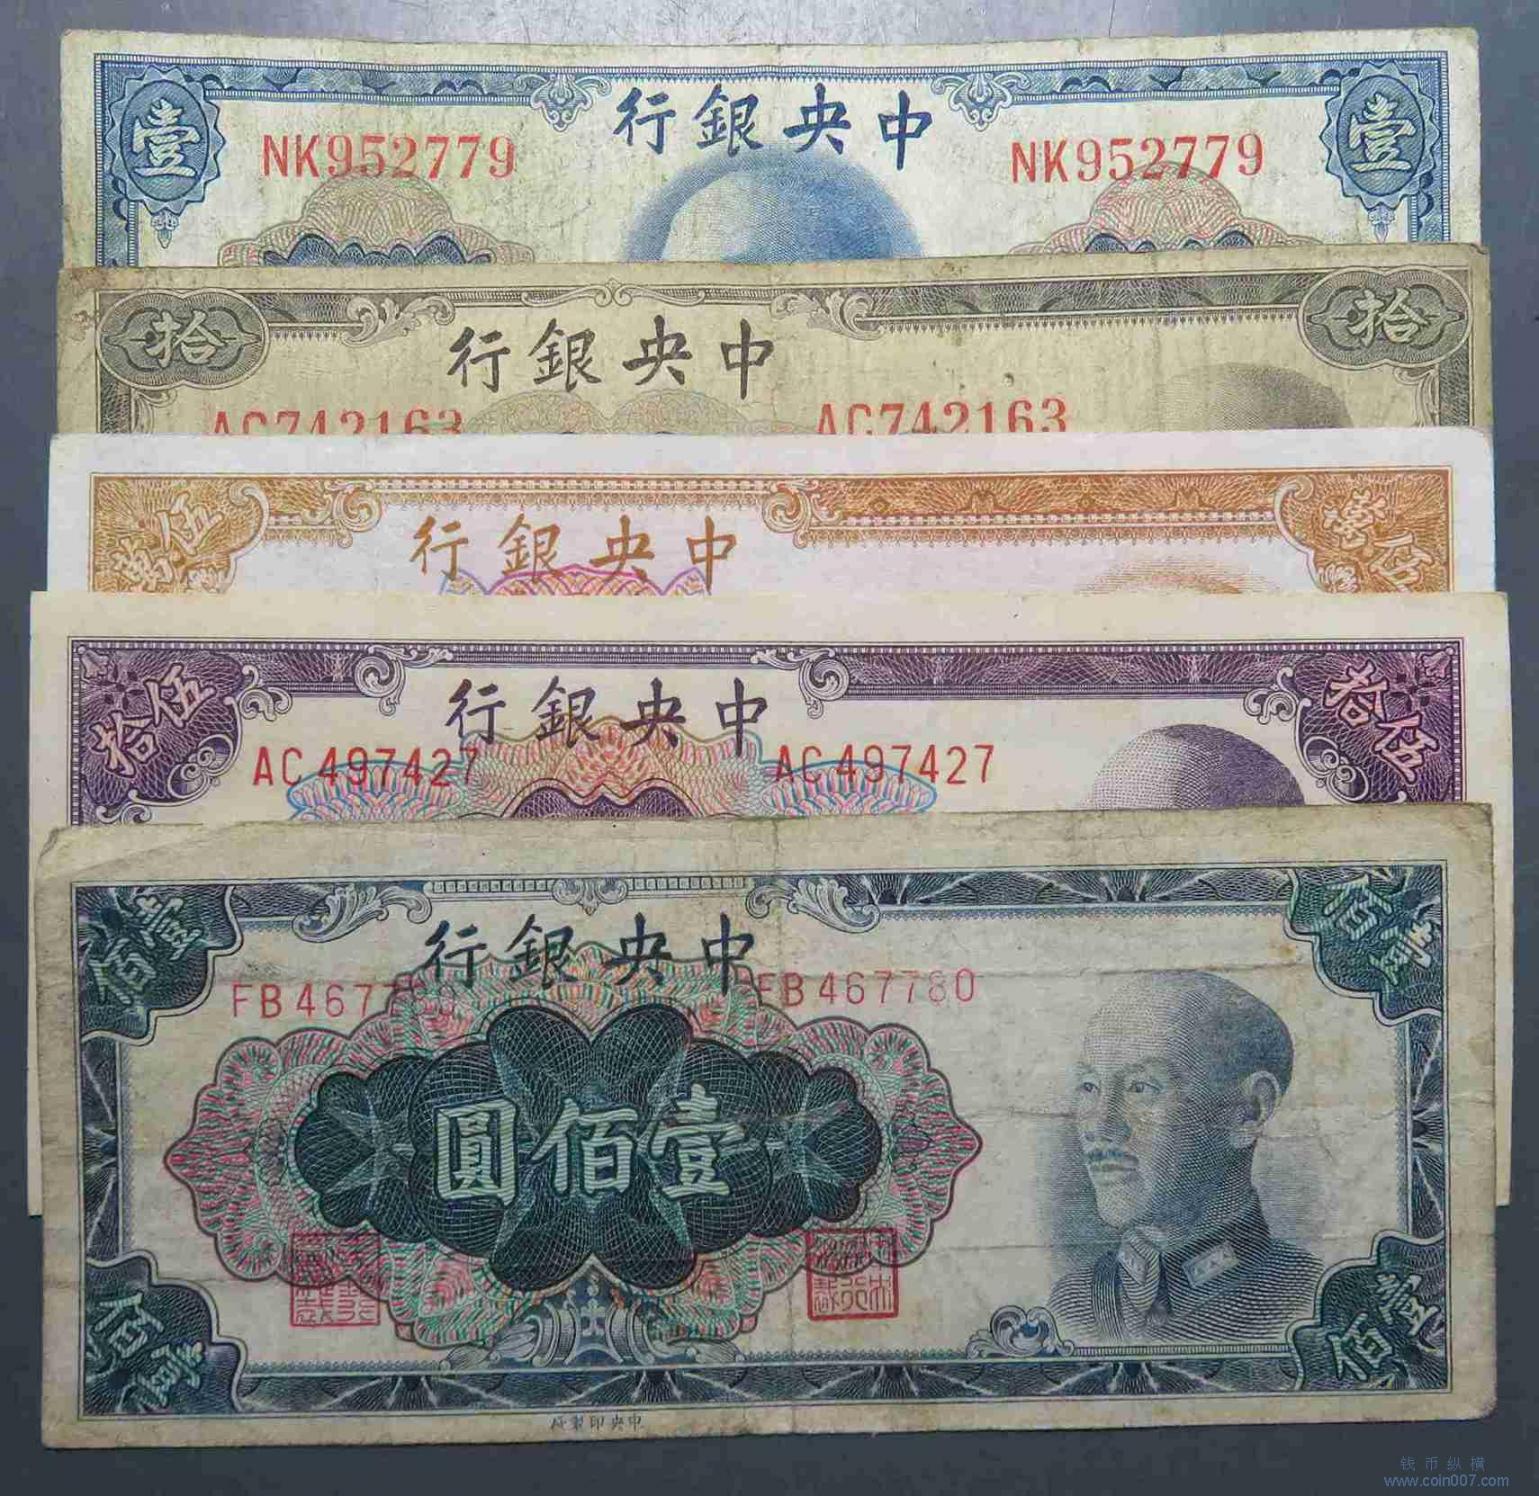 壹 中央銀行 壹
NK952779 NK952779
拾 中央銀行 拾
AC742163 AC742163
伍萬 中央銀行 伍萬
伍拾 中央銀行 伍拾
AC497427 AC497427
壹佰 中央銀行 壹佰
FB467780 FB467780
壹佰圓
壹佰 壹佰
中央印製廠
钱币纵横
www.coin007.com